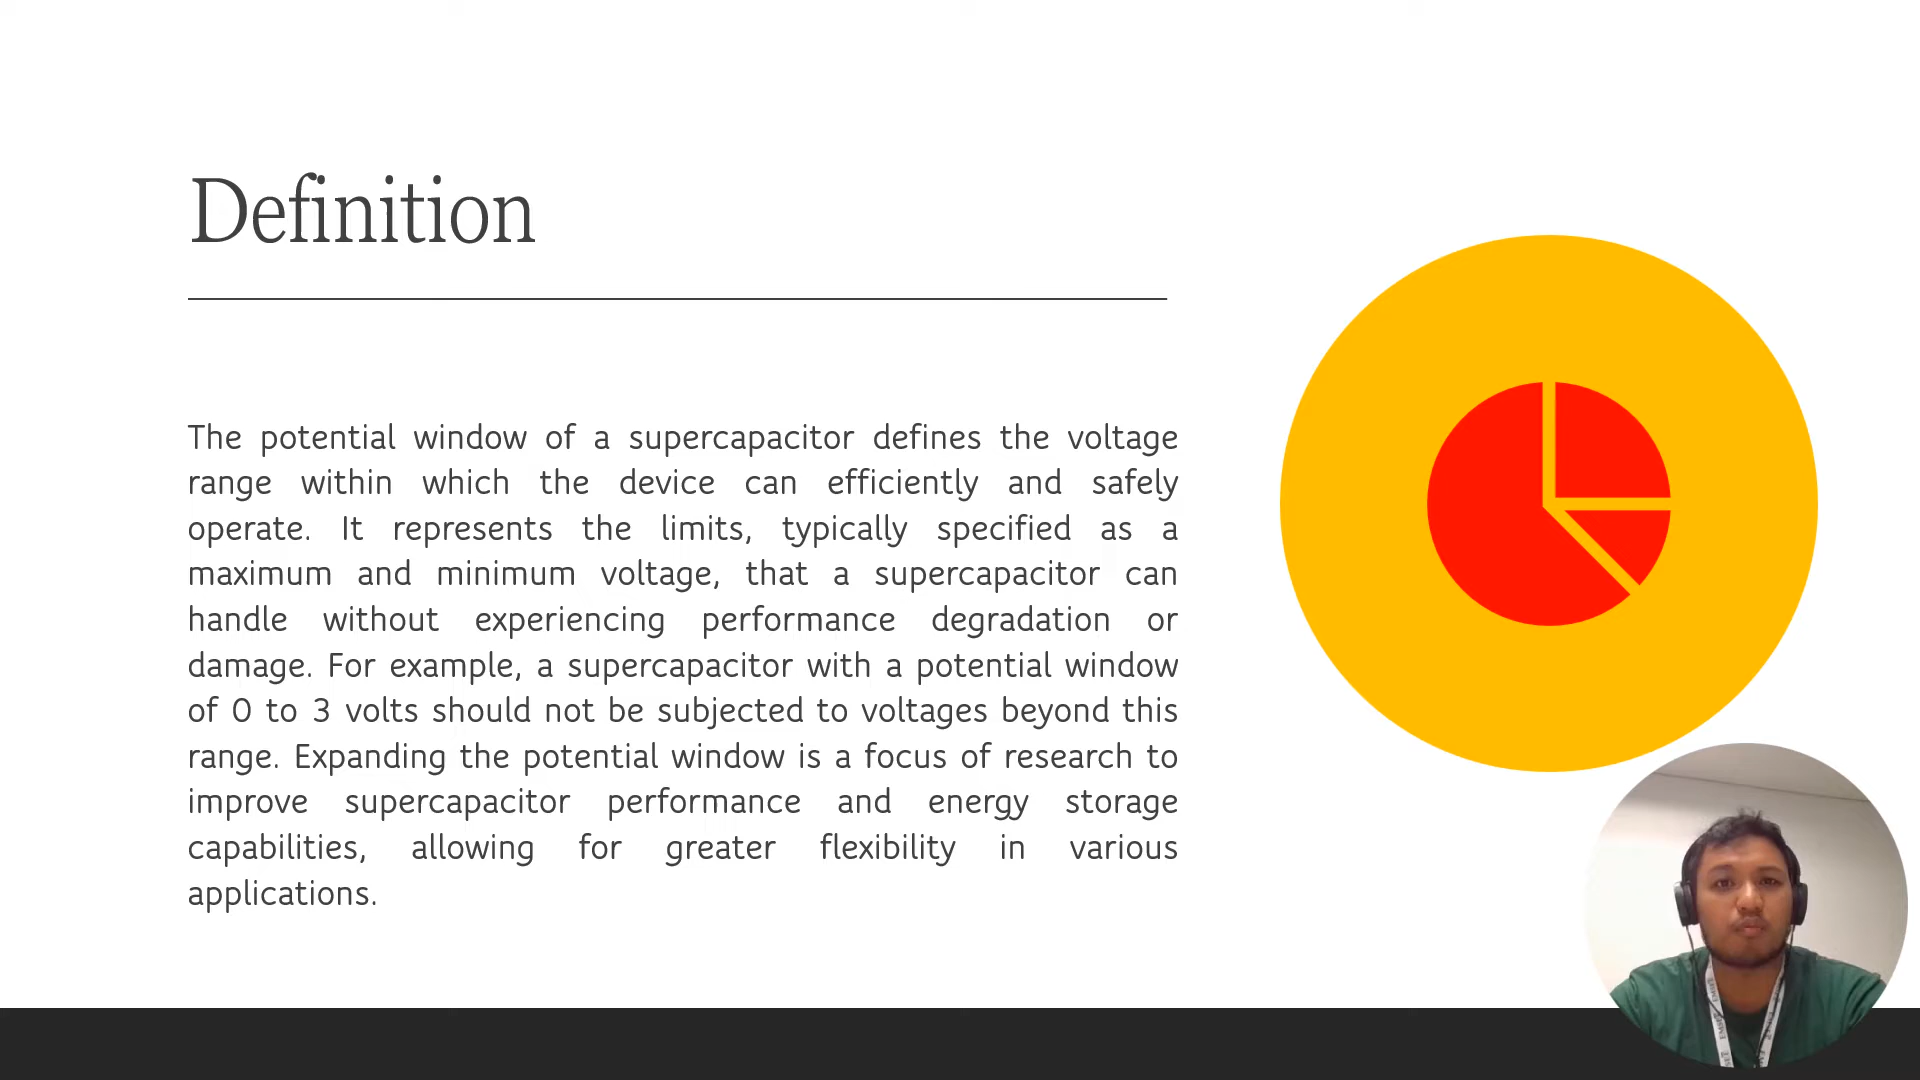 Definition
The potential window of a supercapacitor defines the voltage
range within which the device can efficiently and safely
operate. It represents the limits, typically specified as a
maximum and minimum voltage, that a supercapacitor can
handle without experiencing performance degradation or
damage. For example, a supercapacitor with a potential window
of 0 to 3 volts should not be subjected to voltages beyond this
range. Expanding the potential window is a focus of research to
improve supercapacitor performance and energy storage
capabilities, allowing for greater flexibility in various
applications.